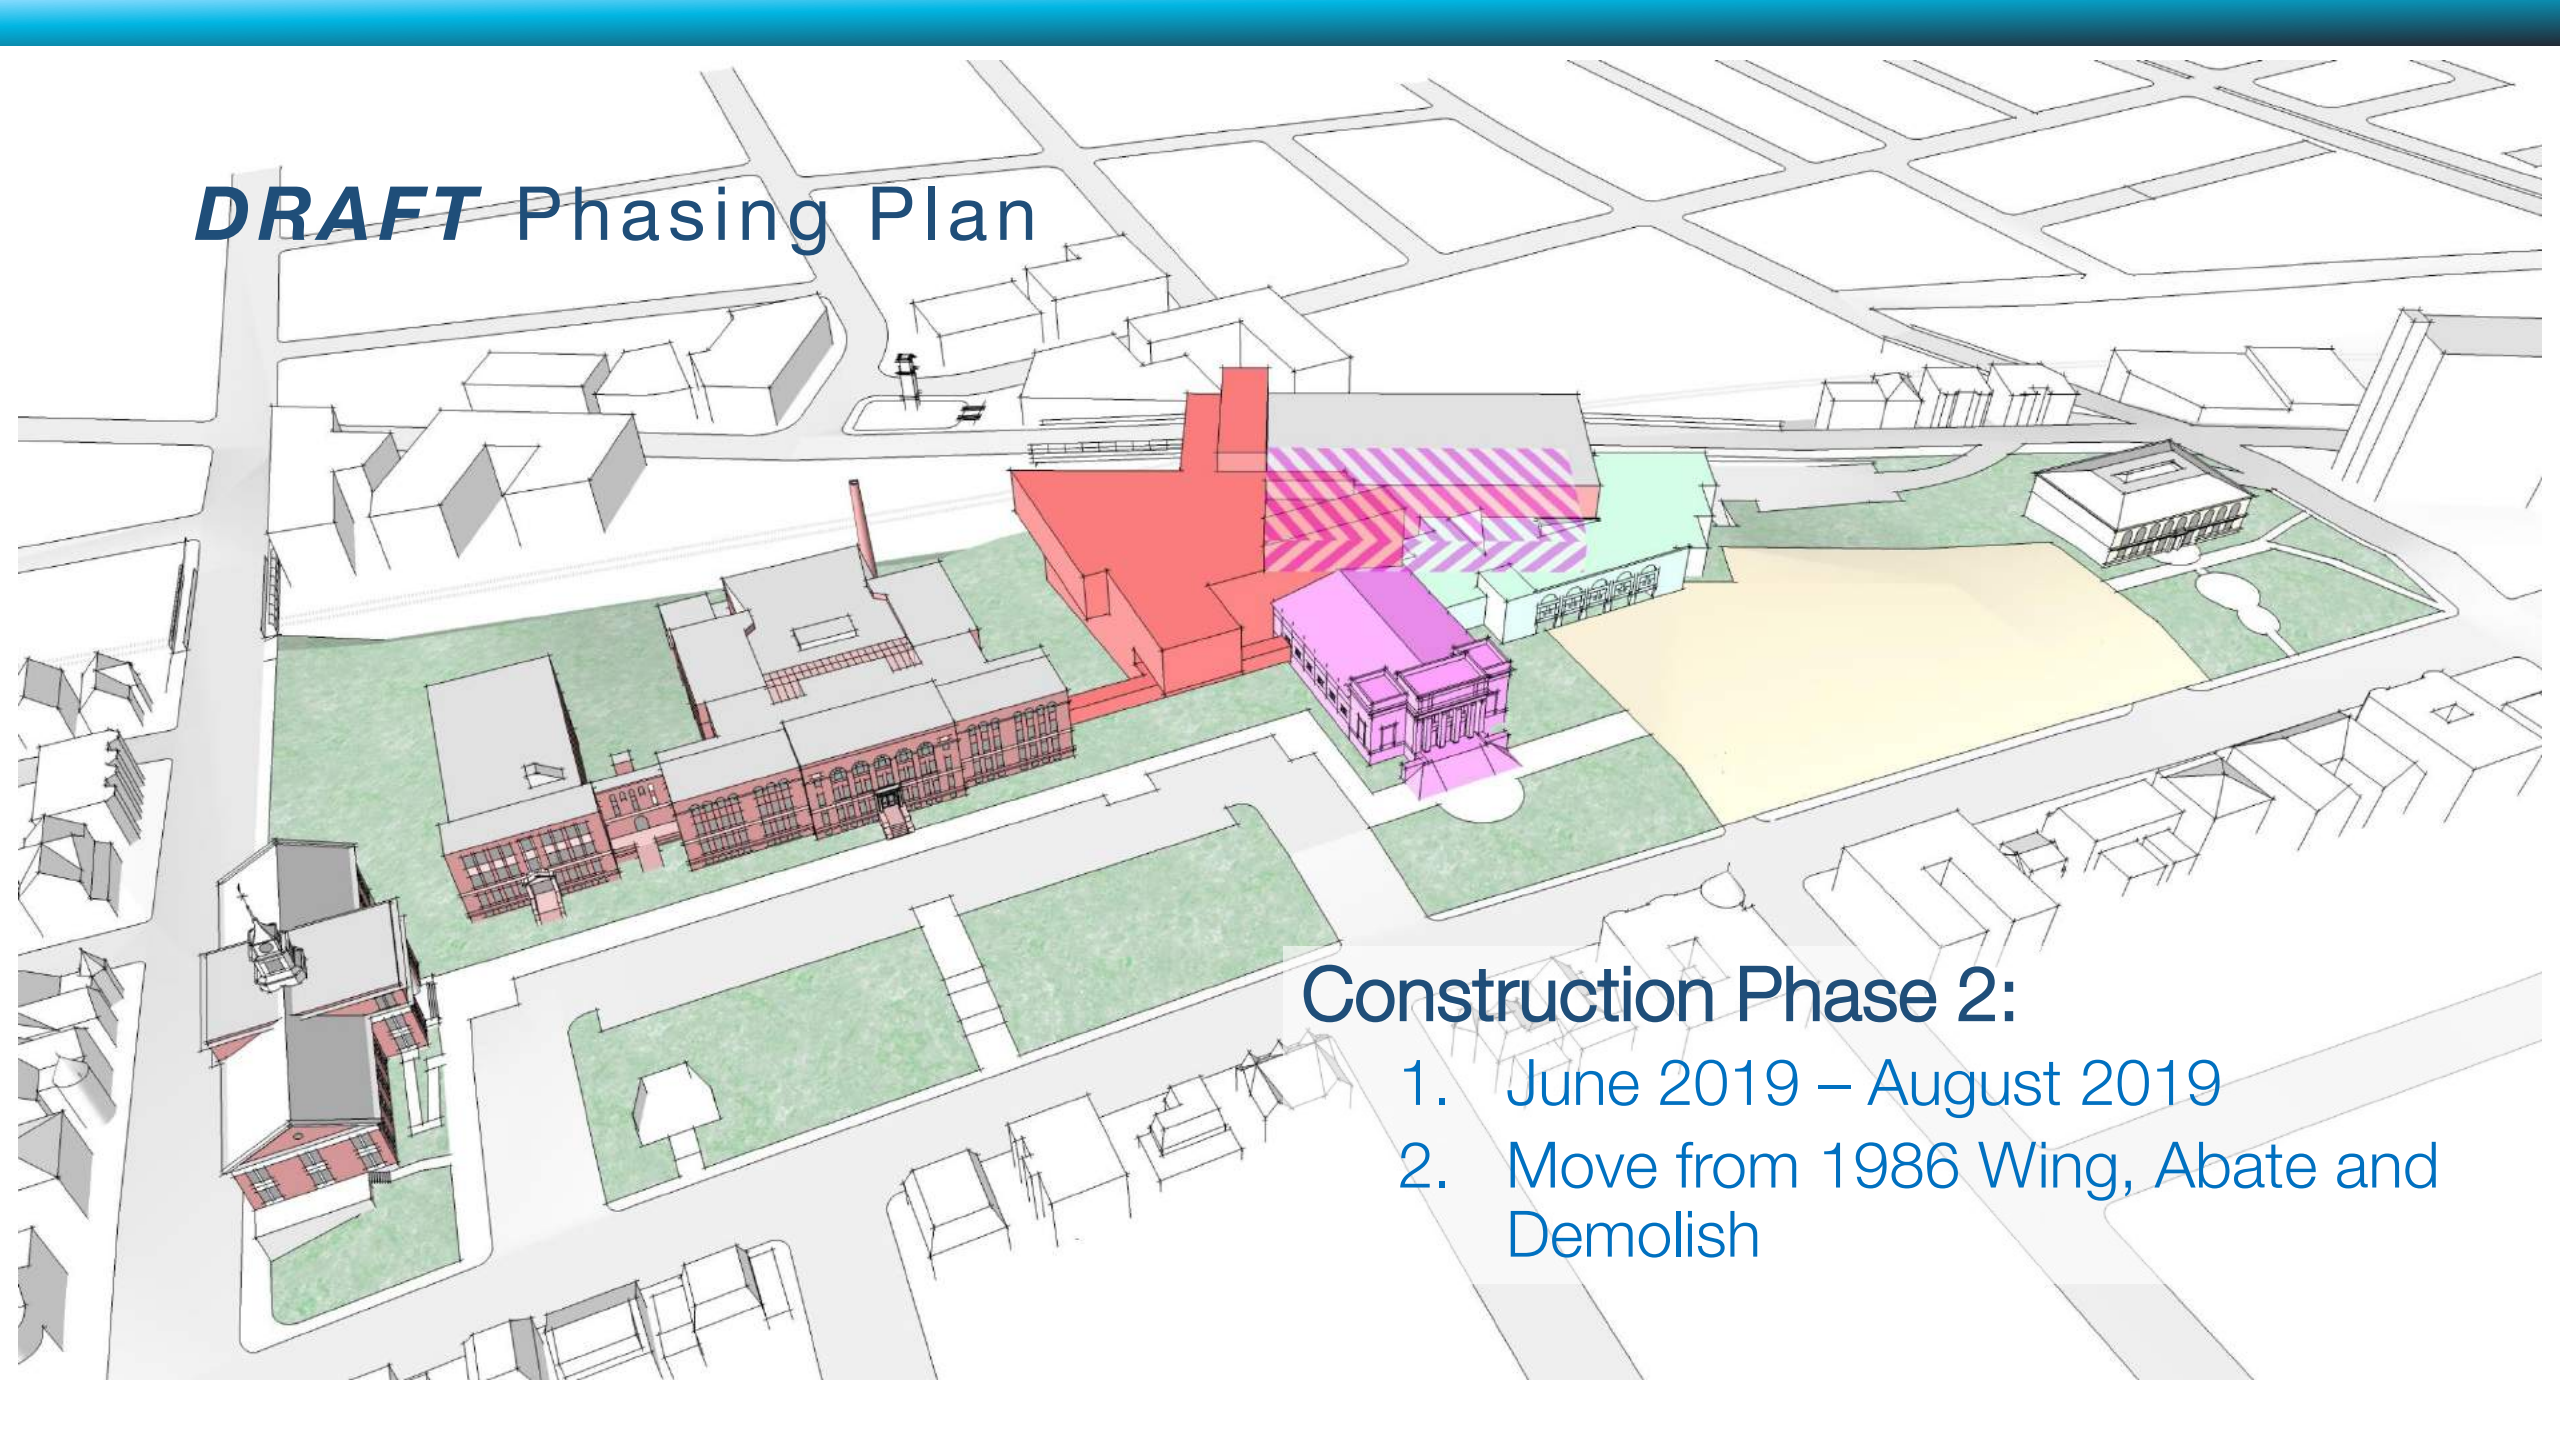 DRAFT Phasing Plan
Construction Phase 2:
1. June 2019 – August 2019
2. Move from 1986 Wing, Abate and
Demolish